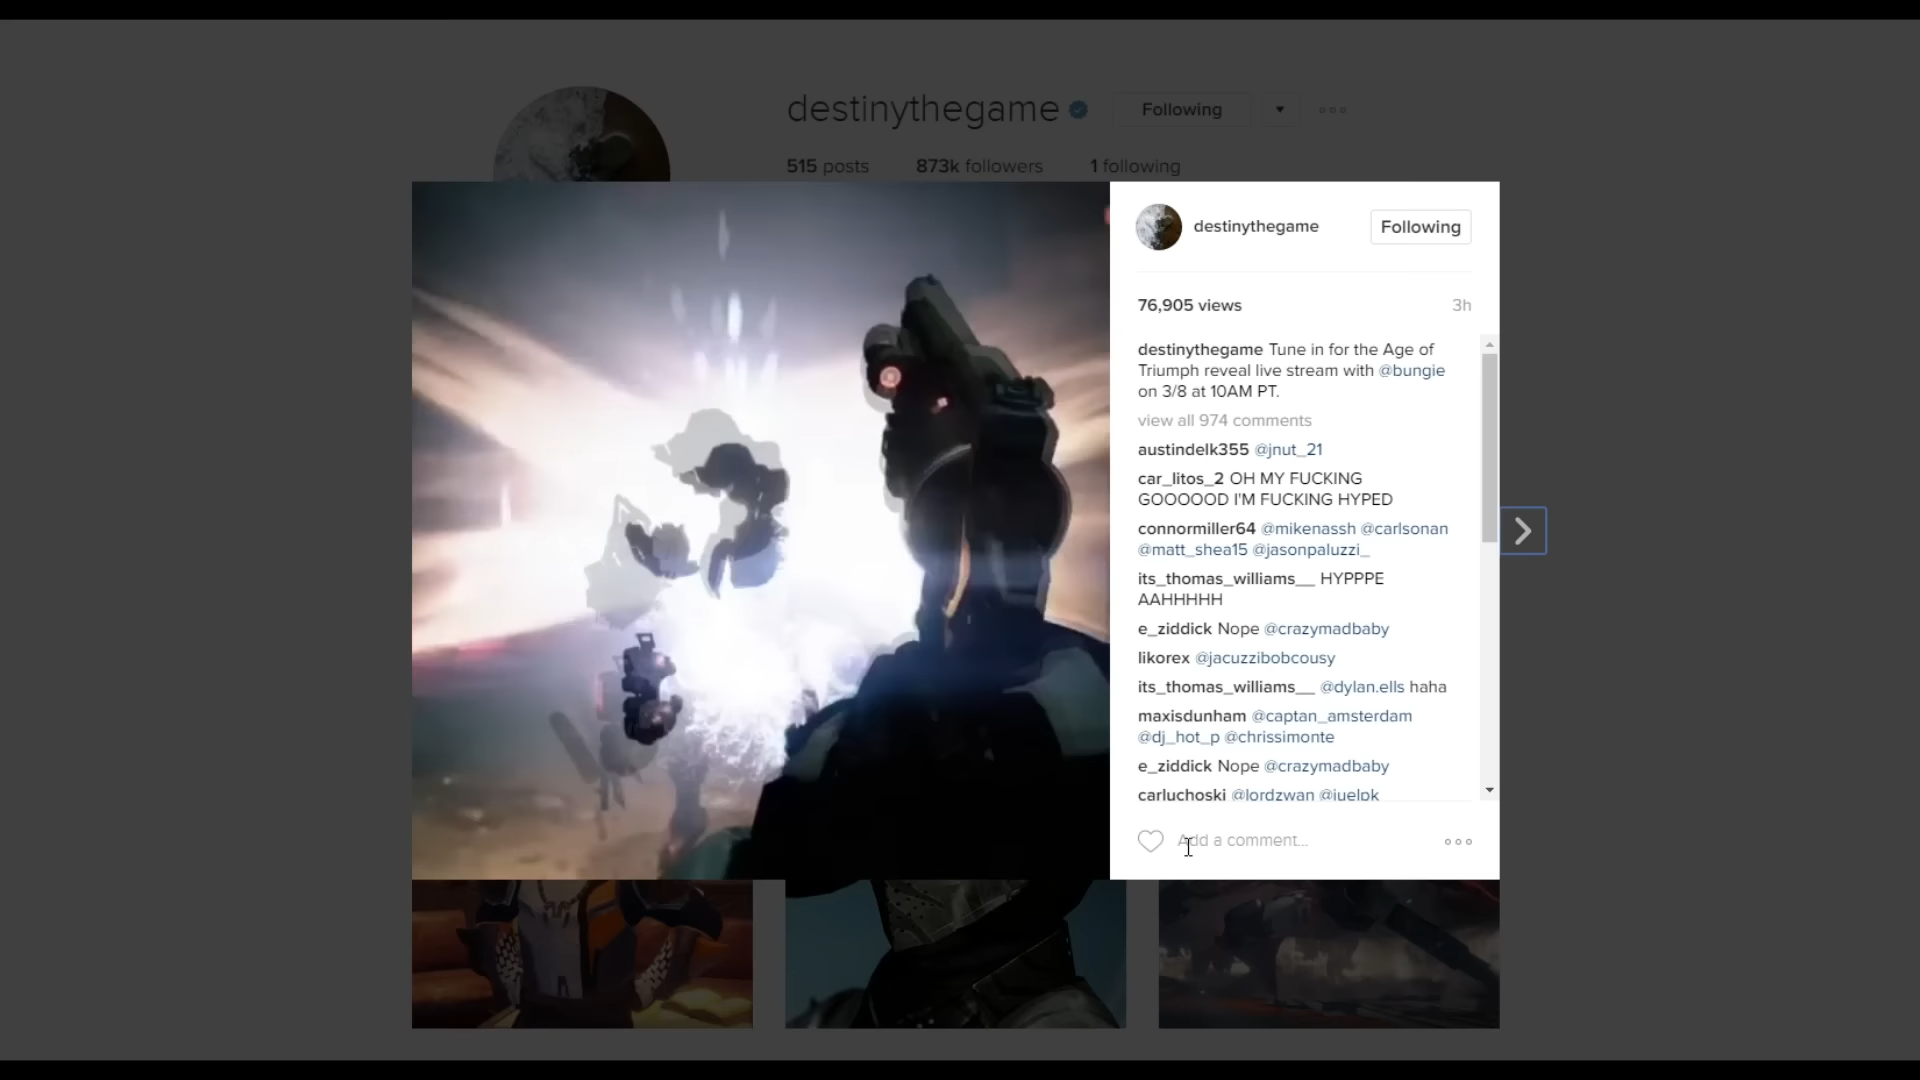 destinythegame Following
515 posts 873k followers 1 following
destinythegame Following
76,905 views 3h
destinythegame Tune in for the Age of
Triumph reveal live stream with @bungie
on 3/8 at 10AM PT.
view all 974 comments
austindelk355 @jnut_21
car_litos_2 OH MY FUCKING
GOOOOOD I'M FUCKING HYPED
connormiller64 @mikenassh @carlsonan
@matt_shea15 @jasonpaluzzi_
its_thomas_williams__ HYPPPE
AAHHHHH
e_ziddick Nope @crazymadbaby
likorex @jacuzzibobcousy
its_thomas_williams__ @dylan.ells haha
maxisdunham @captan_amsterdam
@dj_hot_p @chrissimonte
e_ziddick Nope @crazymadbaby
carluchoski @lordzwan @juelpk
Add a comment...